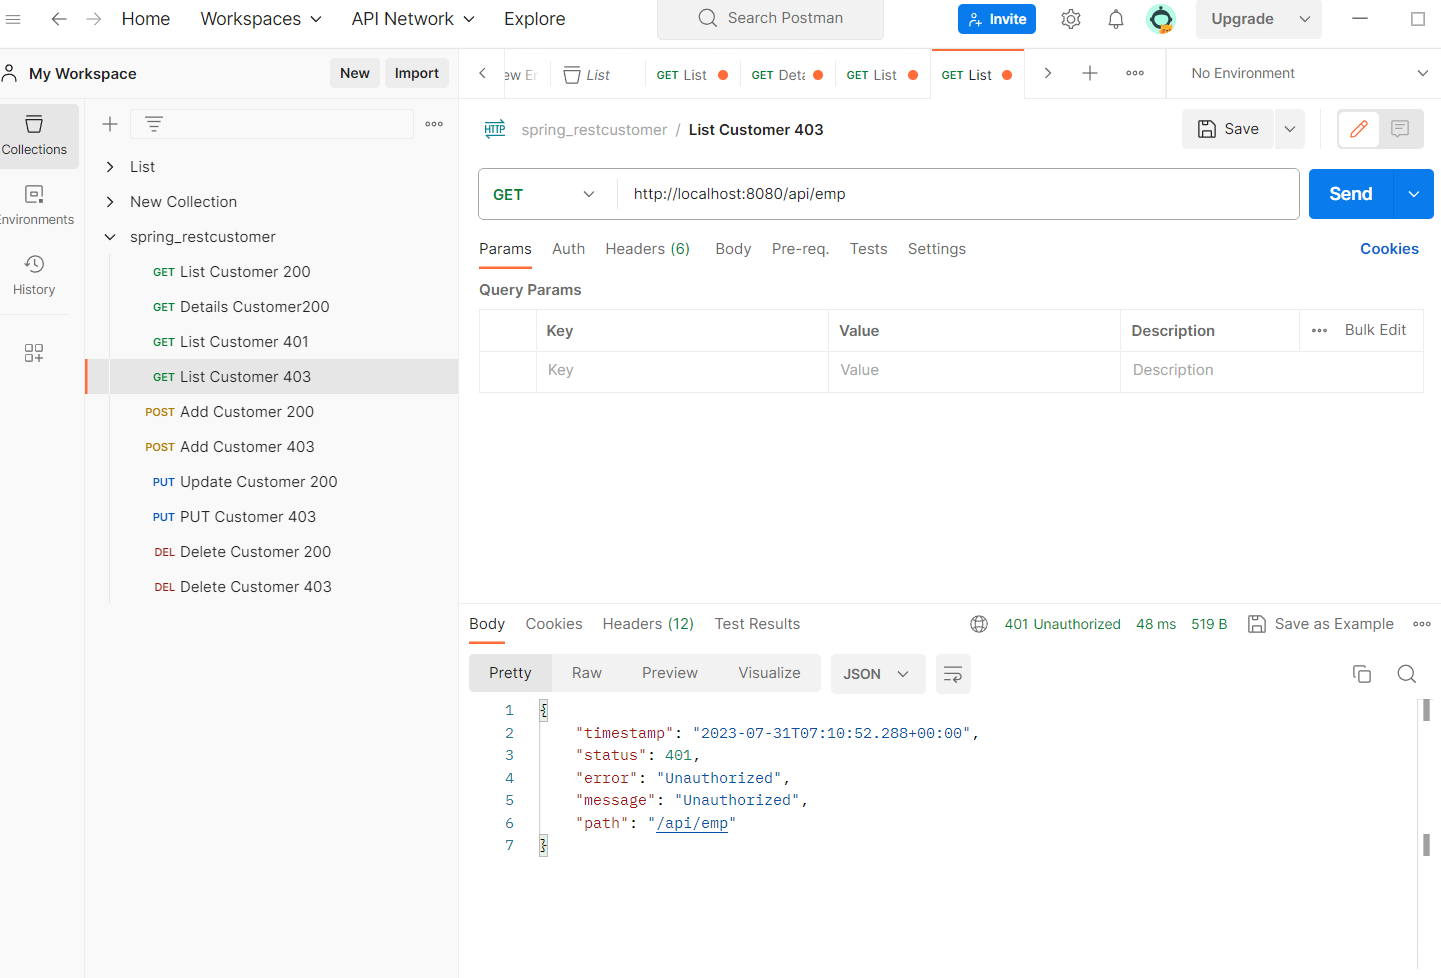 Home Workspaces API Network Explore Search Postman Invite Upgrade
My Workspace New Import
ew En List GET List GET Deta GET List GET List No Environment
Collections
Environments
History
List
New Collection
spring_restcustomer
GET List Customer 200
GET Details Customer200
GET List Customer 401
GET List Customer 403
POST Add Customer 200
POST Add Customer 403
PUT Update Customer 200
PUT PUT Customer 403
DEL Delete Customer 200
DEL Delete Customer 403
HTTP spring_restcustomer / List Customer 403 Save
GET http://localhost:8080/api/emp Send
Params Auth Headers (6) Body Pre-req. Tests Settings Cookies
Query Params
Key Value Description Bulk Edit
Key Value Description
Body Cookies Headers (12) Test Results 401 Unauthorized 48 ms 519 B Save as Example
Pretty Raw Preview Visualize JSON
1 {
2 "timestamp": "2023-07-31T07:10:52.288+00:00",
3 "status": 401,
4 "error": "Unauthorized",
5 "message": "Unauthorized",
6 "path": "/api/emp"
7 }